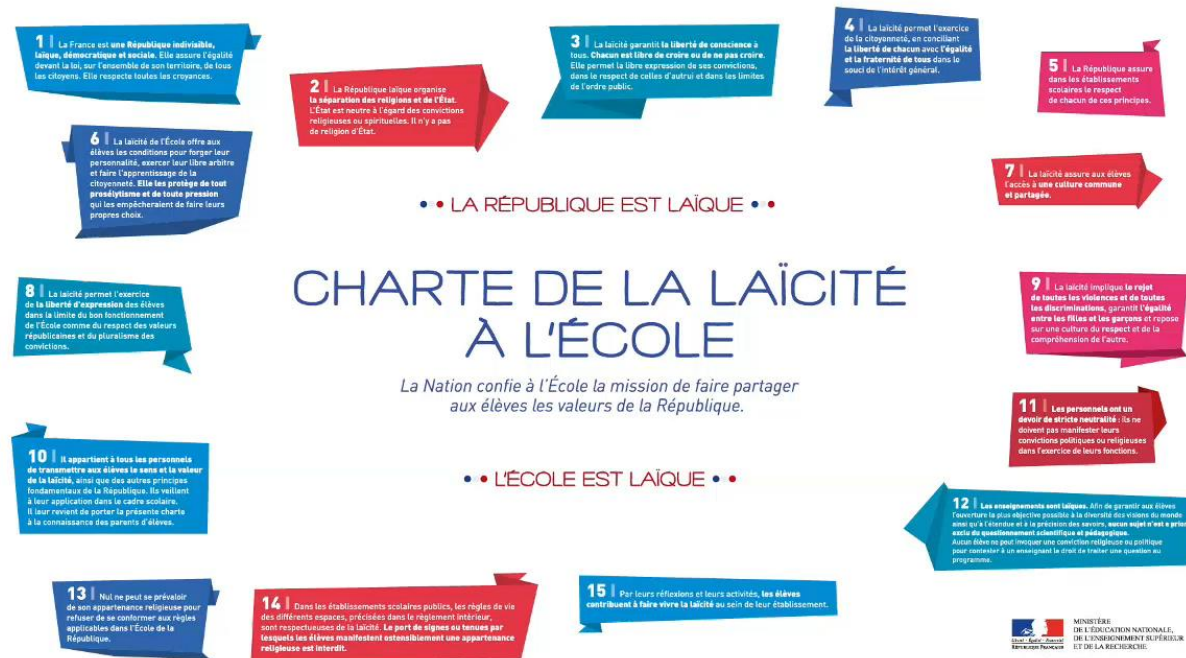 1 | La France est une République indivisible,
laïque, démocratique et sociale. Elle assure l'égalité
devant la loi, sur l'ensemble de son territoire, de tous
les citoyens. Elle respecte toutes les croyances.
2 | La République laïque organise
la séparation des religions et de l'État.
L'État est neutre à l'égard des convictions
religieuses ou spirituelles. Il n'y a pas
de religion d'État.
3 | La laïcité garantit la liberté de conscience à
tous. Chacun est libre de croire ou de ne pas croire.
Elle permet la libre expression de ses convictions,
dans le respect de celles d'autrui et dans les limites
de l'ordre public.
4 | La laïcité permet l'exercice
de la citoyenneté, en conciliant
la liberté de chacun avec l'égalité
et la fraternité de tous dans le
souci de l'intérêt général.
5 | La République assure
dans les établissements
scolaires le respect
de chacun de ces principes.
6 | La laïcité de l'École offre aux
élèves les conditions pour forger leur
personnalité, exercer leur libre arbitre
et faire l'apprentissage de la
citoyenneté. Elle les protège de tout
prosélytisme et de toute pression
qui les empêcheraient de faire leurs
propres choix.
7 | La laïcité assure aux élèves
l'accès à une culture commune
et partagée.
•• LA RÉPUBLIQUE EST LAÏQUE ••
CHARTE DE LA LAÏCITÉ
À L'ÉCOLE
La Nation confie à l'École la mission de faire partager
aux élèves les valeurs de la République.
8 | La laïcité permet l'exercice
de la liberté d'expression des élèves
dans la limite du bon fonctionnement
de l'École comme du respect des valeurs
républicaines et du pluralisme des
convictions.
9 | La laïcité implique le rejet
de toutes les violences et de toutes
les discriminations, garantit l'égalité
entre les filles et les garçons et repose
sur une culture du respect et de la
compréhension de l'autre.
•• L'ÉCOLE EST LAÏQUE ••
10 | Il appartient à tous les personnels
de transmettre aux élèves le sens et la valeur
de la laïcité, ainsi que des autres principes
fondamentaux de la République. Ils veillent
à leur application dans le cadre scolaire.
Il leur revient de porter la présente charte
à la connaissance des parents d'élèves.
11 | Les personnels ont un
devoir de stricte neutralité : ils ne
doivent pas manifester leurs
convictions politiques ou religieuses
dans l'exercice de leurs fonctions.
12 | Les enseignements sont laïques. Afin de garantir aux élèves
l'ouverture la plus objective possible à la diversité des visions du monde
ainsi qu'à l'étendue et à la précision des savoirs, aucun sujet n'est a priori
exclu du questionnement scientifique et pédagogique.
Aucun élève ne peut invoquer une conviction religieuse ou politique
pour contester à un enseignant le droit de traiter une question au
programme.
13 | Nul ne peut se prévaloir
de son appartenance religieuse pour
refuser de se conformer aux règles
applicables dans l'École de la
République.
14 | Dans les établissements scolaires publics, les règles de vie
des différents espaces, précisées dans le règlement intérieur,
sont respectueuses de la laïcité. Le port de signes ou tenues par
lesquels les élèves manifestent ostensiblement une appartenance
religieuse est interdit.
15 | Par leurs réflexions et leurs activités, les élèves
contribuent à faire vivre la laïcité au sein de leur établissement.
Liberté • Égalité • Fraternité
RÉPUBLIQUE FRANÇAISE
MINISTÈRE
DE L'ÉDUCATION NATIONALE,
DE L'ENSEIGNEMENT SUPÉRIEUR
ET DE LA RECHERCHE